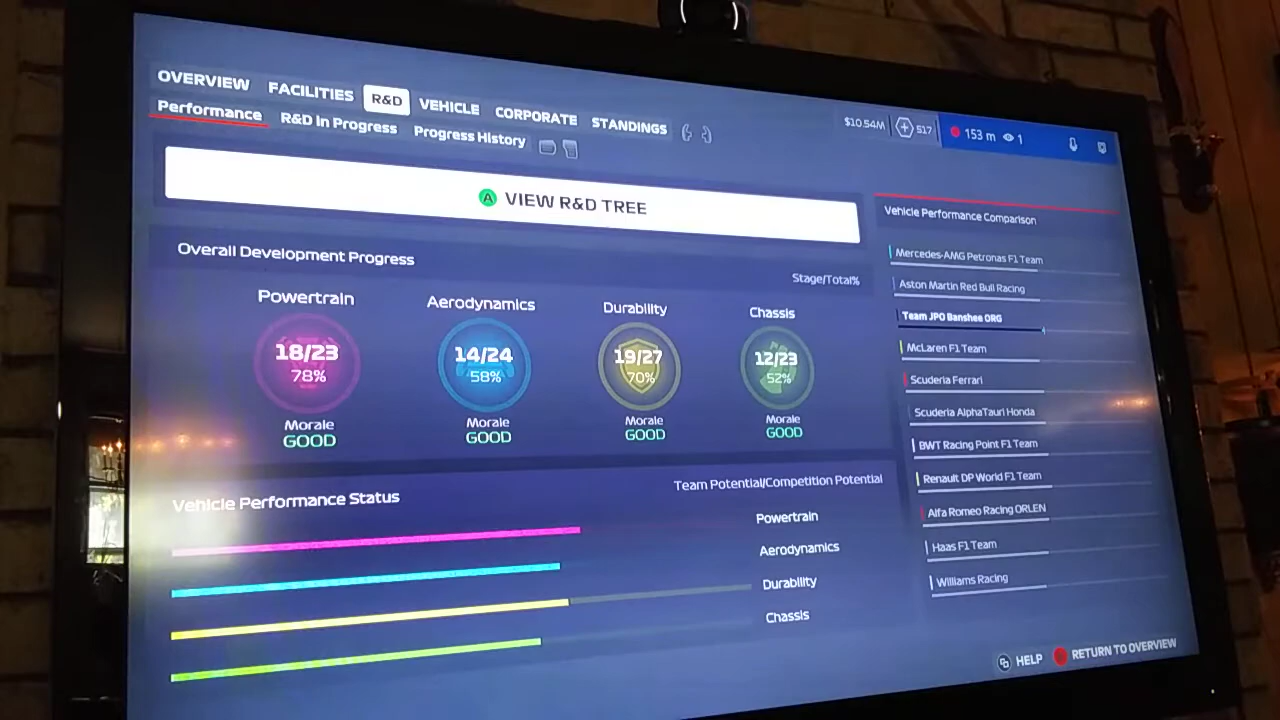 OVERVIEW FACILITIES R&D VEHICLE CORPORATE STANDINGS
$10.54M 517 153 m 1
Performance R&D In Progress Progress History
A VIEW R&D TREE
Overall Development Progress
Stage/Total%
Powertrain Aerodynamics Durability Chassis
18/23 14/24 19/27 12/23
78% 58% 70% 52%
Morale Morale Morale Morale
GOOD GOOD GOOD GOOD
Vehicle Performance Status
Team Potential/Competition Potential
Powertrain
Aerodynamics
Durability
Chassis
Vehicle Performance Comparison
Mercedes-AMG Petronas F1 Team
Aston Martin Red Bull Racing
Team JPO Banshee ORG
McLaren F1 Team
Scuderia Ferrari
Scuderia AlphaTauri Honda
BWT Racing Point F1 Team
Renault DP World F1 Team
Alfa Romeo Racing ORLEN
Haas F1 Team
Williams Racing
HELP RETURN TO OVERVIEW